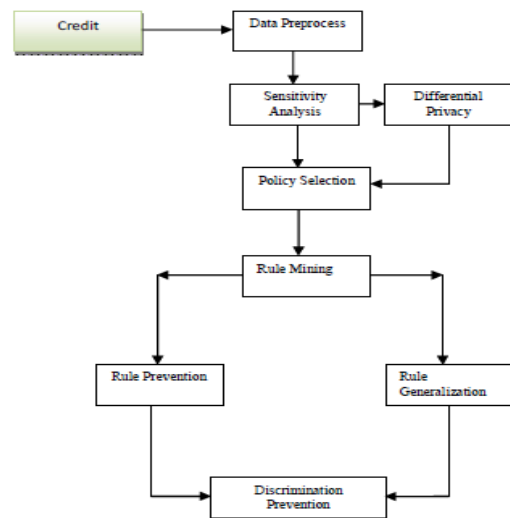 Credit
Data Preprocess
Sensitivity
Analysis
Differential
Privacy
Policy Selection
Rule Mining
Rule Prevention
Rule
Generalization
Discrimination
Prevention